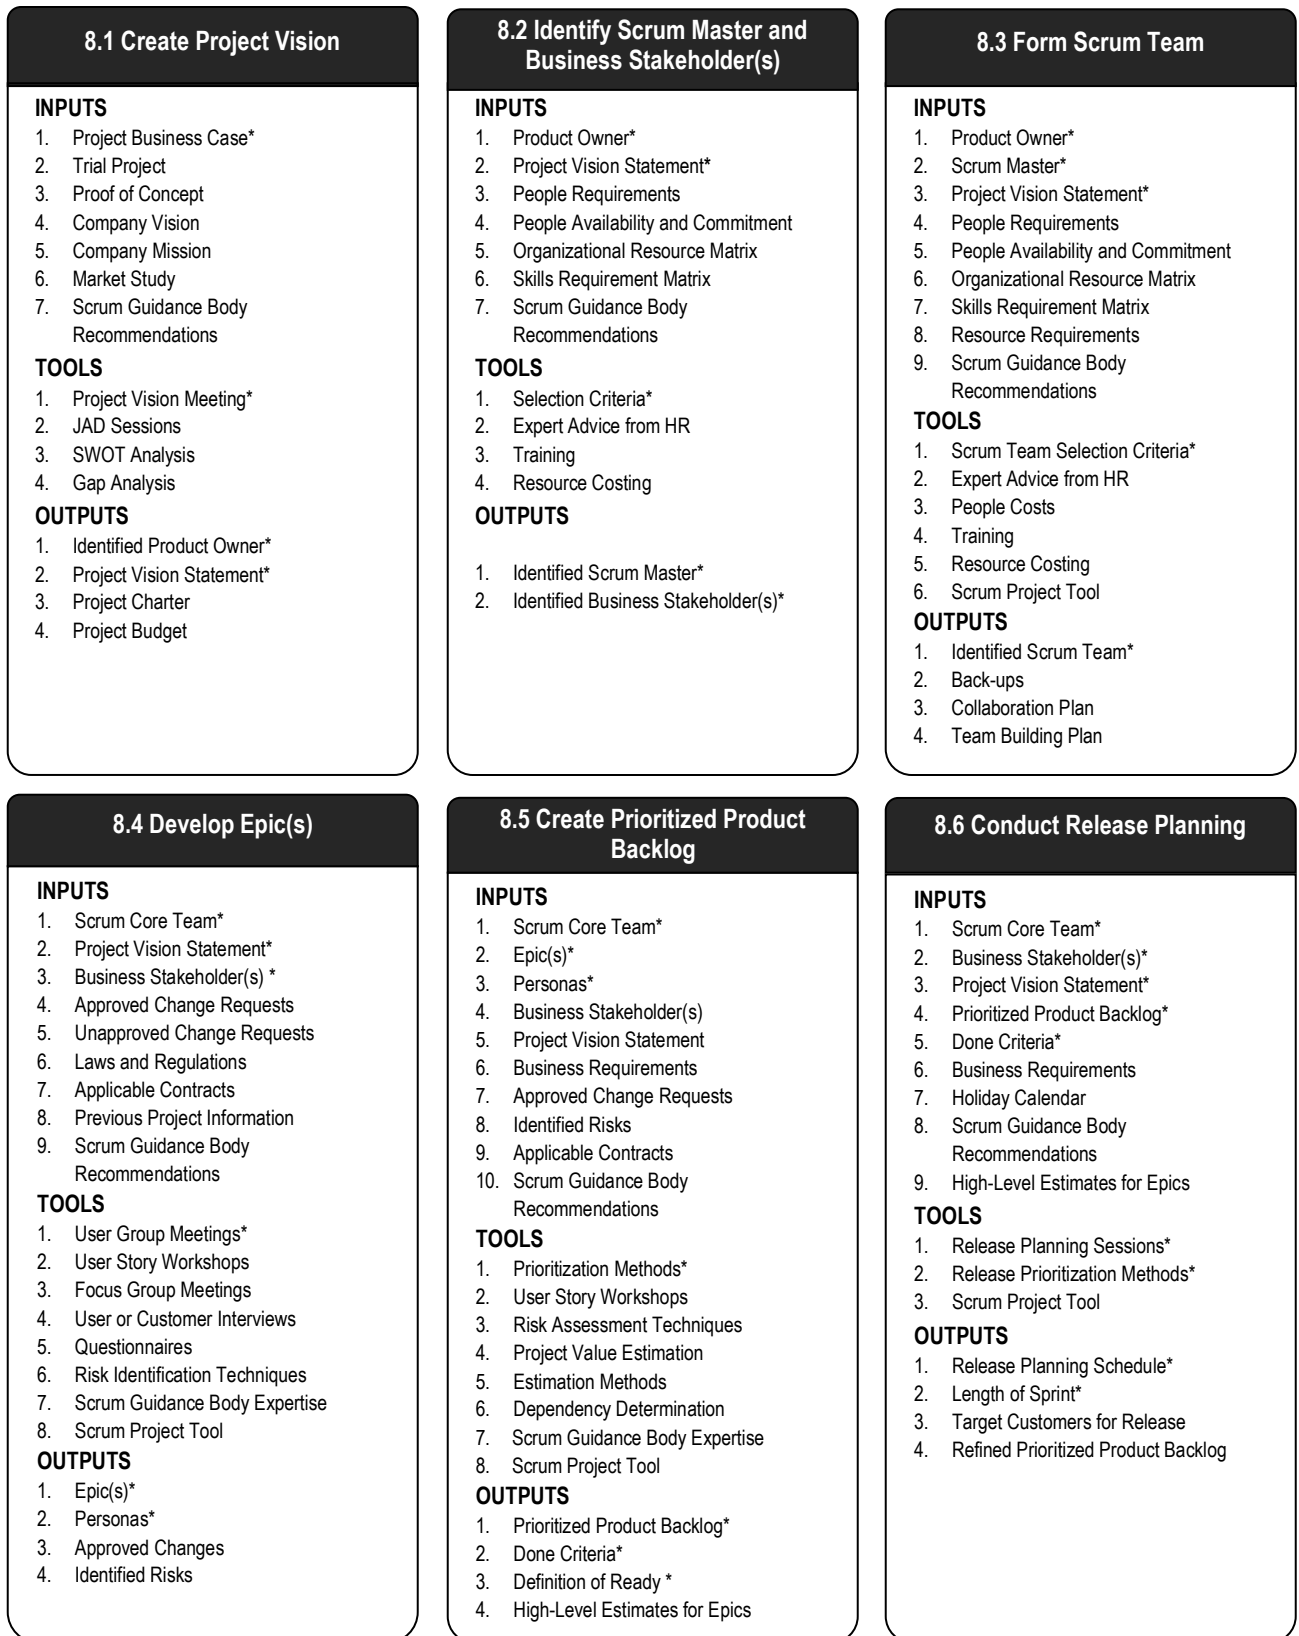 8.1 Create Project Vision
INPUTS
1. Project Business Case*
2. Trial Project
3. Proof of Concept
4. Company Vision
5. Company Mission
6. Market Study
7. Scrum Guidance Body
Recommendations
TOOLS
1. Project Vision Meeting*
2. JAD Sessions
3. SWOT Analysis
4. Gap Analysis
OUTPUTS
1. Identified Product Owner*
2. Project Vision Statement*
3. Project Charter
4. Project Budget
8.2 Identify Scrum Master and
Business Stakeholder(s)
INPUTS
1. Product Owner*
2. Project Vision Statement*
3. People Requirements
4. People Availability and Commitment
5. Organizational Resource Matrix
6. Skills Requirement Matrix
7. Scrum Guidance Body
Recommendations
TOOLS
1. Selection Criteria*
2. Expert Advice from HR
3. Training
4. Resource Costing
OUTPUTS
1. Identified Scrum Master*
2. Identified Business Stakeholder(s)*
8.3 Form Scrum Team
INPUTS
1. Product Owner*
2. Scrum Master*
3. Project Vision Statement*
4. People Requirements
5. People Availability and Commitment
6. Organizational Resource Matrix
7. Skills Requirement Matrix
8. Resource Requirements
9. Scrum Guidance Body
Recommendations
TOOLS
1. Scrum Team Selection Criteria*
2. Expert Advice from HR
3. People Costs
4. Training
5. Resource Costing
6. Scrum Project Tool
OUTPUTS
1. Identified Scrum Team*
2. Back-ups
3. Collaboration Plan
4. Team Building Plan
8.4 Develop Epic(s)
INPUTS
1. Scrum Core Team*
2. Project Vision Statement*
3. Business Stakeholder(s) *
4. Approved Change Requests
5. Unapproved Change Requests
6. Laws and Regulations
7. Applicable Contracts
8. Previous Project Information
9. Scrum Guidance Body
Recommendations
TOOLS
1. User Group Meetings*
2. User Story Workshops
3. Focus Group Meetings
4. User or Customer Interviews
5. Questionnaires
6. Risk Identification Techniques
7. Scrum Guidance Body Expertise
8. Scrum Project Tool
OUTPUTS
1. Epic(s)*
2. Personas*
3. Approved Changes
4. Identified Risks
8.5 Create Prioritized Product
Backlog
INPUTS
1. Scrum Core Team*
2. Epic(s)*
3. Personas*
4. Business Stakeholder(s)
5. Project Vision Statement
6. Business Requirements
7. Approved Change Requests
8. Identified Risks
9. Applicable Contracts
10. Scrum Guidance Body
Recommendations
TOOLS
1. Prioritization Methods*
2. User Story Workshops
3. Risk Assessment Techniques
4. Project Value Estimation
5. Estimation Methods
6. Dependency Determination
7. Scrum Guidance Body Expertise
8. Scrum Project Tool
OUTPUTS
1. Prioritized Product Backlog*
2. Done Criteria*
3. Definition of Ready *
4. High-Level Estimates for Epics
8.6 Conduct Release Planning
INPUTS
1. Scrum Core Team*
2. Business Stakeholder(s)*
3. Project Vision Statement*
4. Prioritized Product Backlog*
5. Done Criteria*
6. Business Requirements
7. Holiday Calendar
8. Scrum Guidance Body
Recommendations
9. High-Level Estimates for Epics
TOOLS
1. Release Planning Sessions*
2. Release Prioritization Methods*
3. Scrum Project Tool
OUTPUTS
1. Release Planning Schedule*
2. Length of Sprint*
3. Target Customers for Release
4. Refined Prioritized Product Backlog